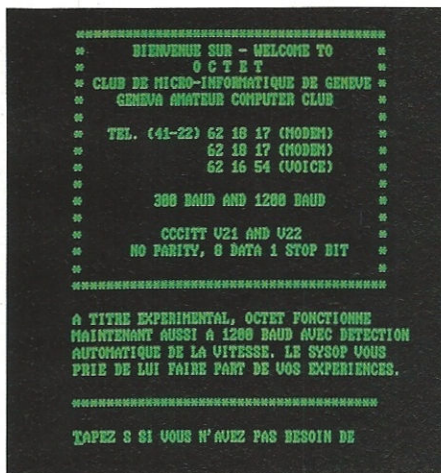 **************************************
* BIENVENUE SUR - WELCOME TO *
* O C T E T *
* CLUB DE MICRO-INFORMATIQUE DE GENEVE *
* GENEVA AMATEUR COMPUTER CLUB *
* *
* TEL. (41-22) 62 18 17 (MODEM) *
* 62 18 17 (MODEM) *
* 62 16 54 (VOICE) *
* *
* 300 BAUD AND 1200 BAUD *
* *
* CCCITT V21 AND V22 *
* NO PARITY, 8 DATA 1 STOP BIT *
* *
**************************************
A TITRE EXPERIMENTAL, OCTET FONCTIONNE
MAINTENANT AUSSI A 1200 BAUD AVEC DETECTION
AUTOMATIQUE DE LA VITESSE. LE SYSOP VOUS
PRIE DE LUI FAIRE PART DE VOS EXPERIENCES.
**************************************
TAPEZ S SI VOUS N'AVEZ PAS BESOIN DE